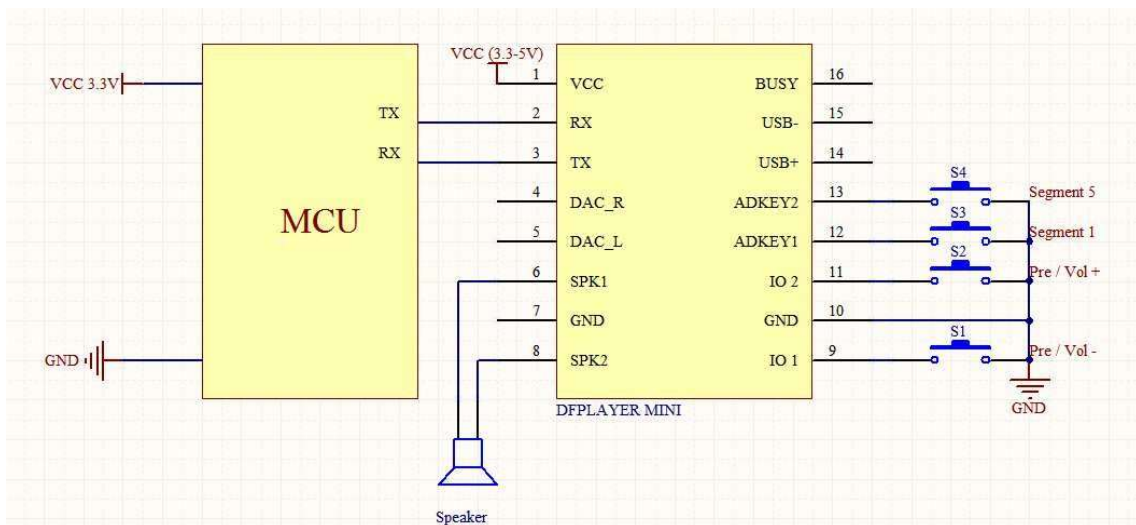 VCC 3.3V
GND
TX
RX
MCU
VCC (3.3-5V)
1 VCC
2 RX
3 TX
4 DAC_R
5 DAC_L
6 SPK1
7 GND
8 SPK2
BUSY 16
USB- 15
USB+ 14
ADKEY2 13
ADKEY1 12
IO 2 11
GND 10
IO 1 9
DFPLAYER MINI
S4
Segment 5
S3
Segment 1
S2
Pre / Vol +
S1
Pre / Vol -
GND
Speaker